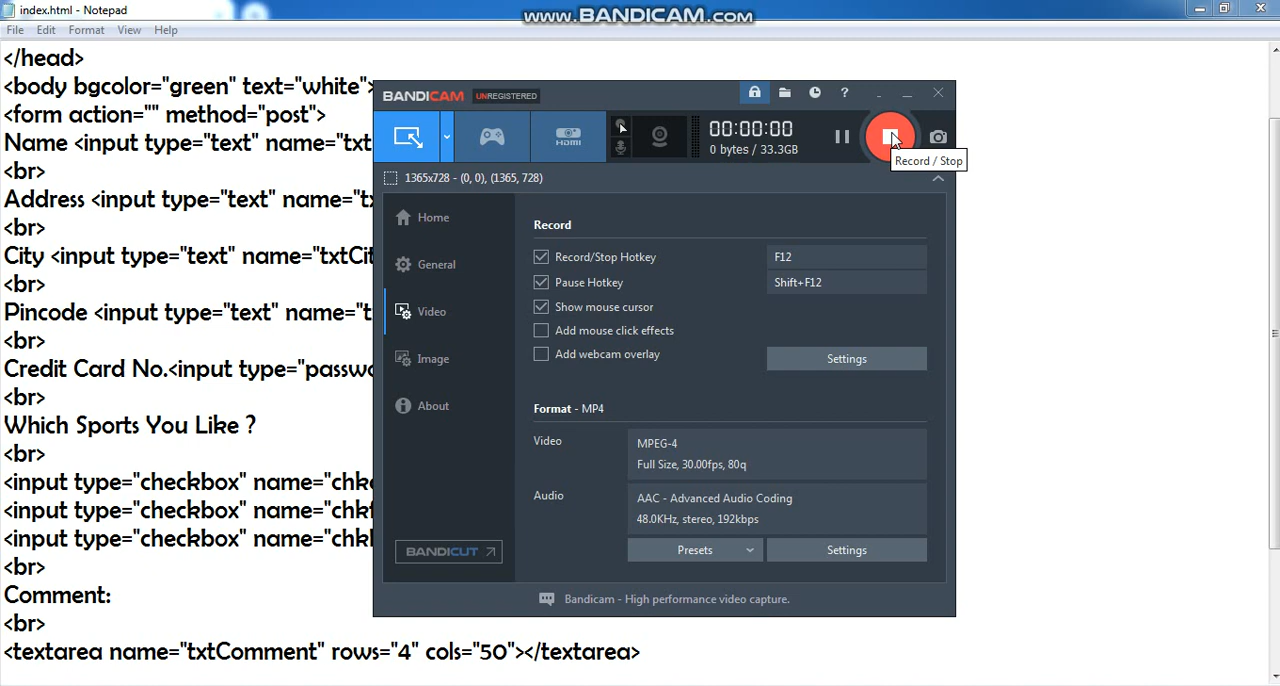 index.html - Notepad
www.BANDICAM.com
File Edit Format View Help
</head>
<body bgcolor="green" text="white">
<form action="" method="post">
Name <input type="text" name="tx
<br>
Address <input type="text" name="tx
<br>
City <input type="text" name="txtCi
<br>
Pincode <input type="text" name="t
<br>
Credit Card No.<input type="passwo
<br>
Which Sports You Like ?
<br>
<input type="checkbox" name="chk
<input type="checkbox" name="chk
<input type="checkbox" name="chk
<br>
Comment:
<br>
<textarea name="txtComment" rows="4" cols="50"></textarea>
BANDICAM UNREGISTERED
?
HDMI
00:00:00
0 bytes / 33.3GB
Record / Stop
1365x728 - (0, 0), (1365, 728)
Home
General
Video
Image
About
BANDICUT
Record
Record/Stop Hotkey F12
Pause Hotkey Shift+F12
Show mouse cursor
Add mouse click effects
Add webcam overlay
Settings
Format - MP4
Video MPEG-4
Full Size, 30.00fps, 80q
Audio AAC - Advanced Audio Coding
48.0KHz, stereo, 192kbps
Presets Settings
Bandicam - High performance video capture.